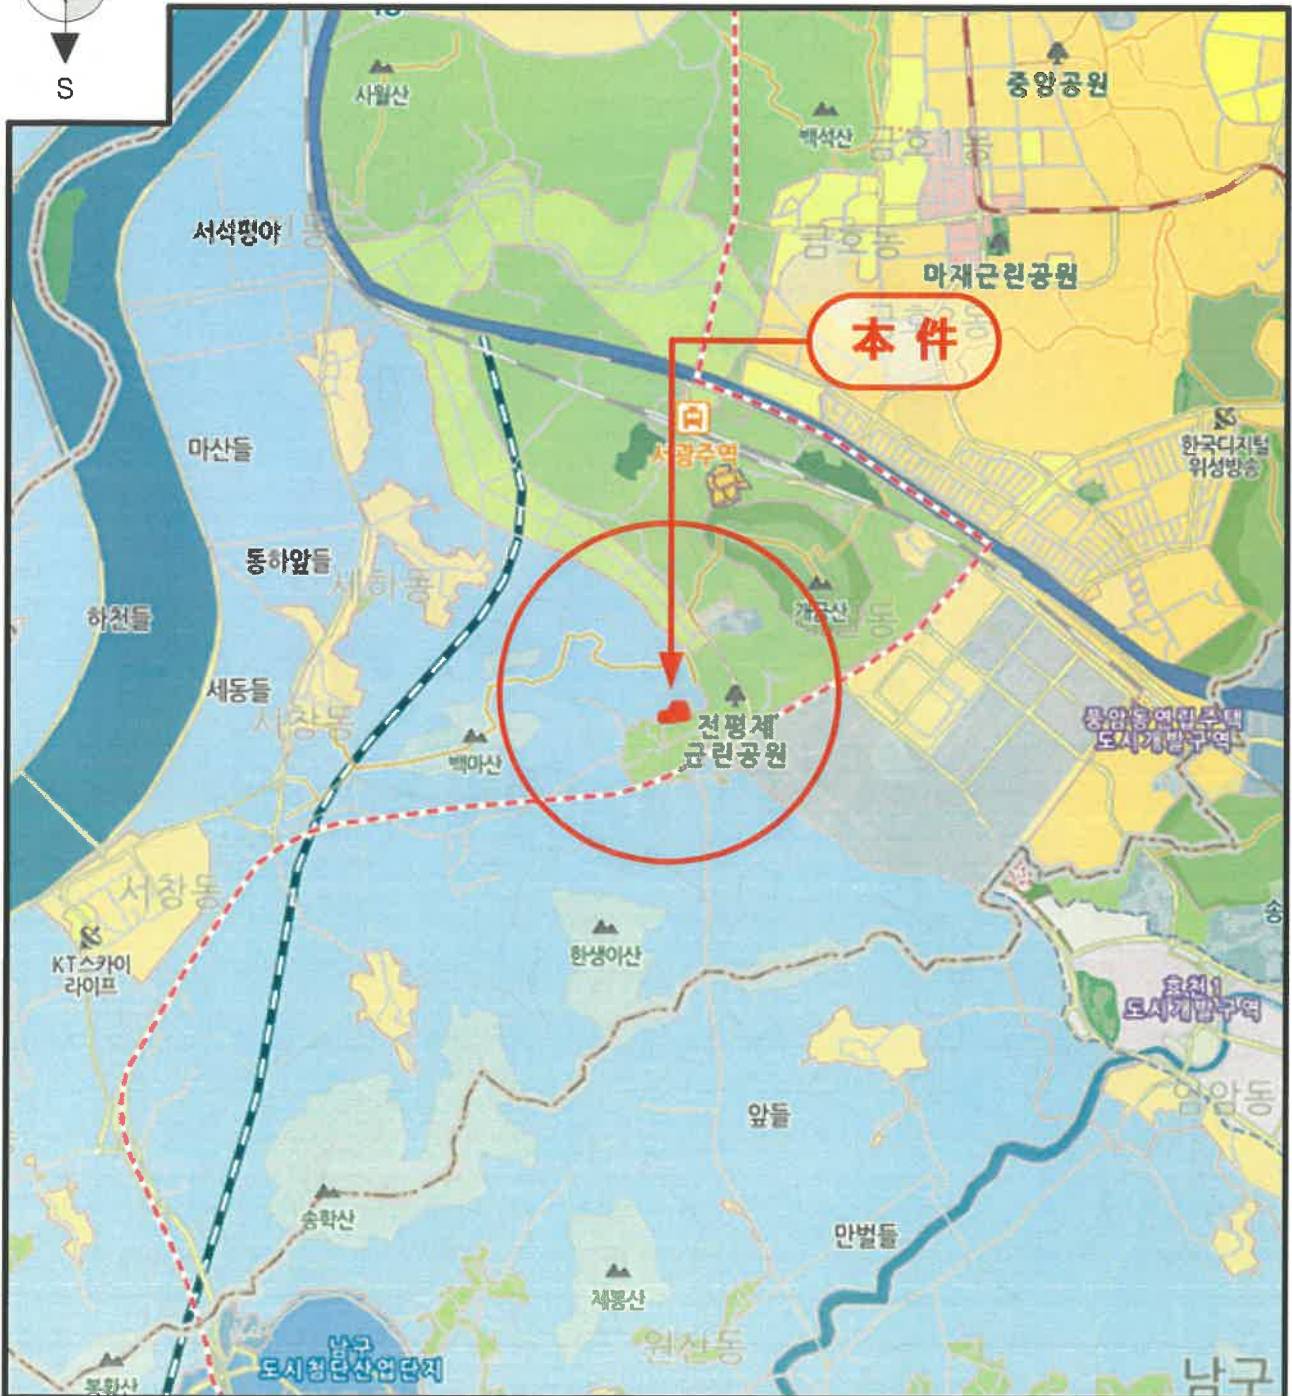 S
사월산
중앙공원
백석산
금호1동
서석평야
금호동
마재근린공원
本件
서광주역
한국디지털
위성방송
마산들
동하앞들
세하동
개금산
하천들
세동들
서창동
전평제
근린공원
풍암동연립주택
도시개발구역
백마산
서창동
KT스카이
라이프
한생이산
송
효천1
도시개발구역
임암동
앞들
송학산
만벌들
제봉산
원산동
남구
도시첨단산업단지
봉황산
남구